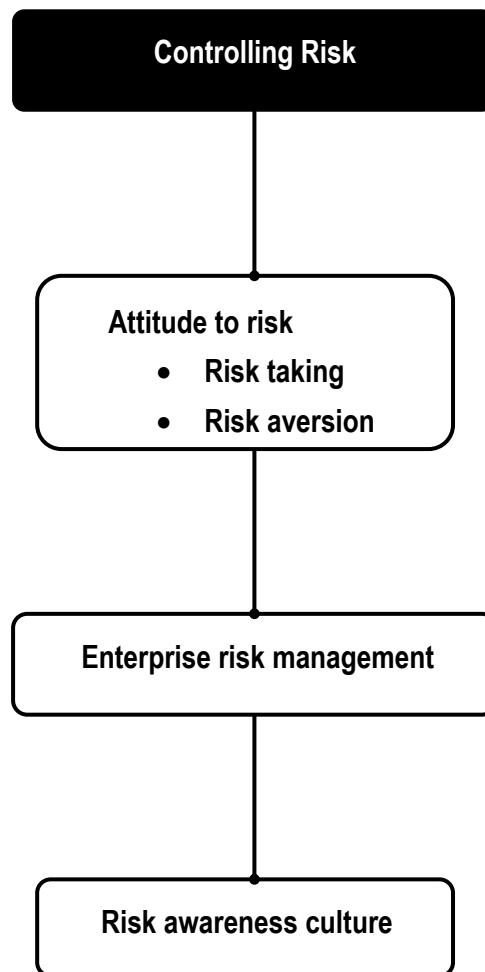 Controlling Risk
Attitude to risk
• Risk taking
• Risk aversion
Enterprise risk management
Risk awareness culture